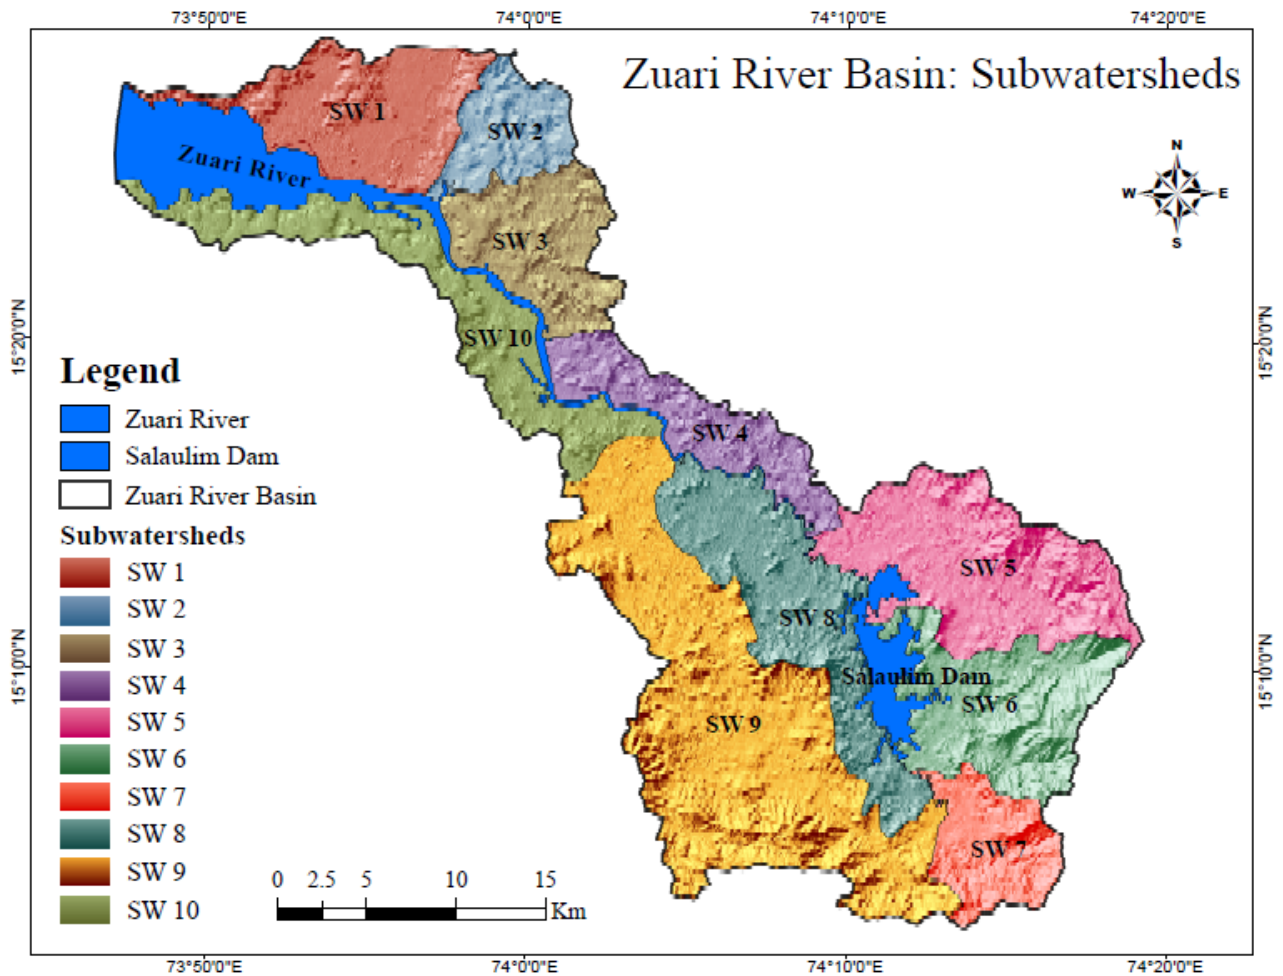 73°50'0"E 74°0'0"E 74°10'0"E 74°20'0"E
Zuari River Basin: Subwatersheds
SW 1
SW 2
Zuari River
N
W E
S
SW 3
15°20'0"N 15°20'0"N
SW 10
Legend
Zuari River
Salaulim Dam
Zuari River Basin
SW 4
Subwatersheds
SW 1
SW 2
SW 3
SW 4
SW 5
SW 6
SW 7
SW 8
SW 9
SW 10
SW 5
SW 8
15°10'0"N 15°10'0"N
Salaulim Dam
SW 6
SW 9
SW 7
0 2.5 5 10 15
Km
73°50'0"E 74°0'0"E 74°10'0"E 74°20'0"E